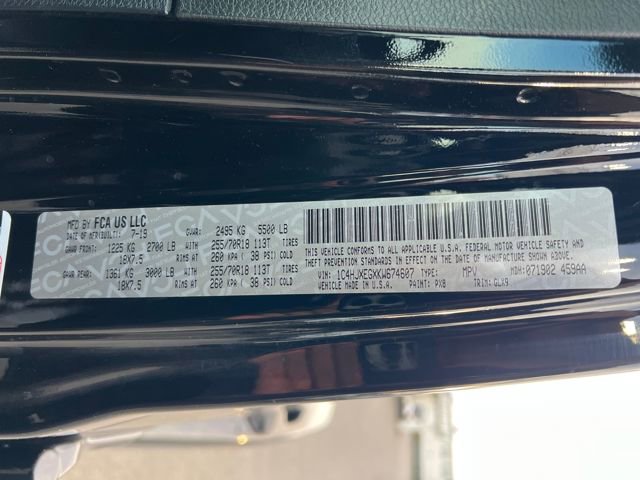 MFD BY FCA US LLC
DATE OF MFR(BUILT): 7-19 GVWR: 2495 KG 5500 LB
GAWR FRONT: 1225 KG 2700 LB 255/70R18 113T TIRES
18X7.5 RIMS AT 260 KPA ( 38 PSI) COLD
GAWR REAR: 1361 KG 3000 LB 255/70R18 113T TIRES
18X7.5 RIMS AT 260 KPA ( 38 PSI) COLD
THIS VEHICLE CONFORMS TO ALL APPLICABLE U.S.A. FEDERAL MOTOR VEHICLE SAFETY, BUMPER AND
THEFT PREVENTION STANDARDS IN EFFECT ON THE DATE OF MANUFACTURE SHOWN ABOVE.
VIN: 1C4HJXEGXKW674607 TYPE: MPV MDH:071902 459AA
VEHICLE MADE IN U.S.A. PAINT: PX8 TRIM: GLX9